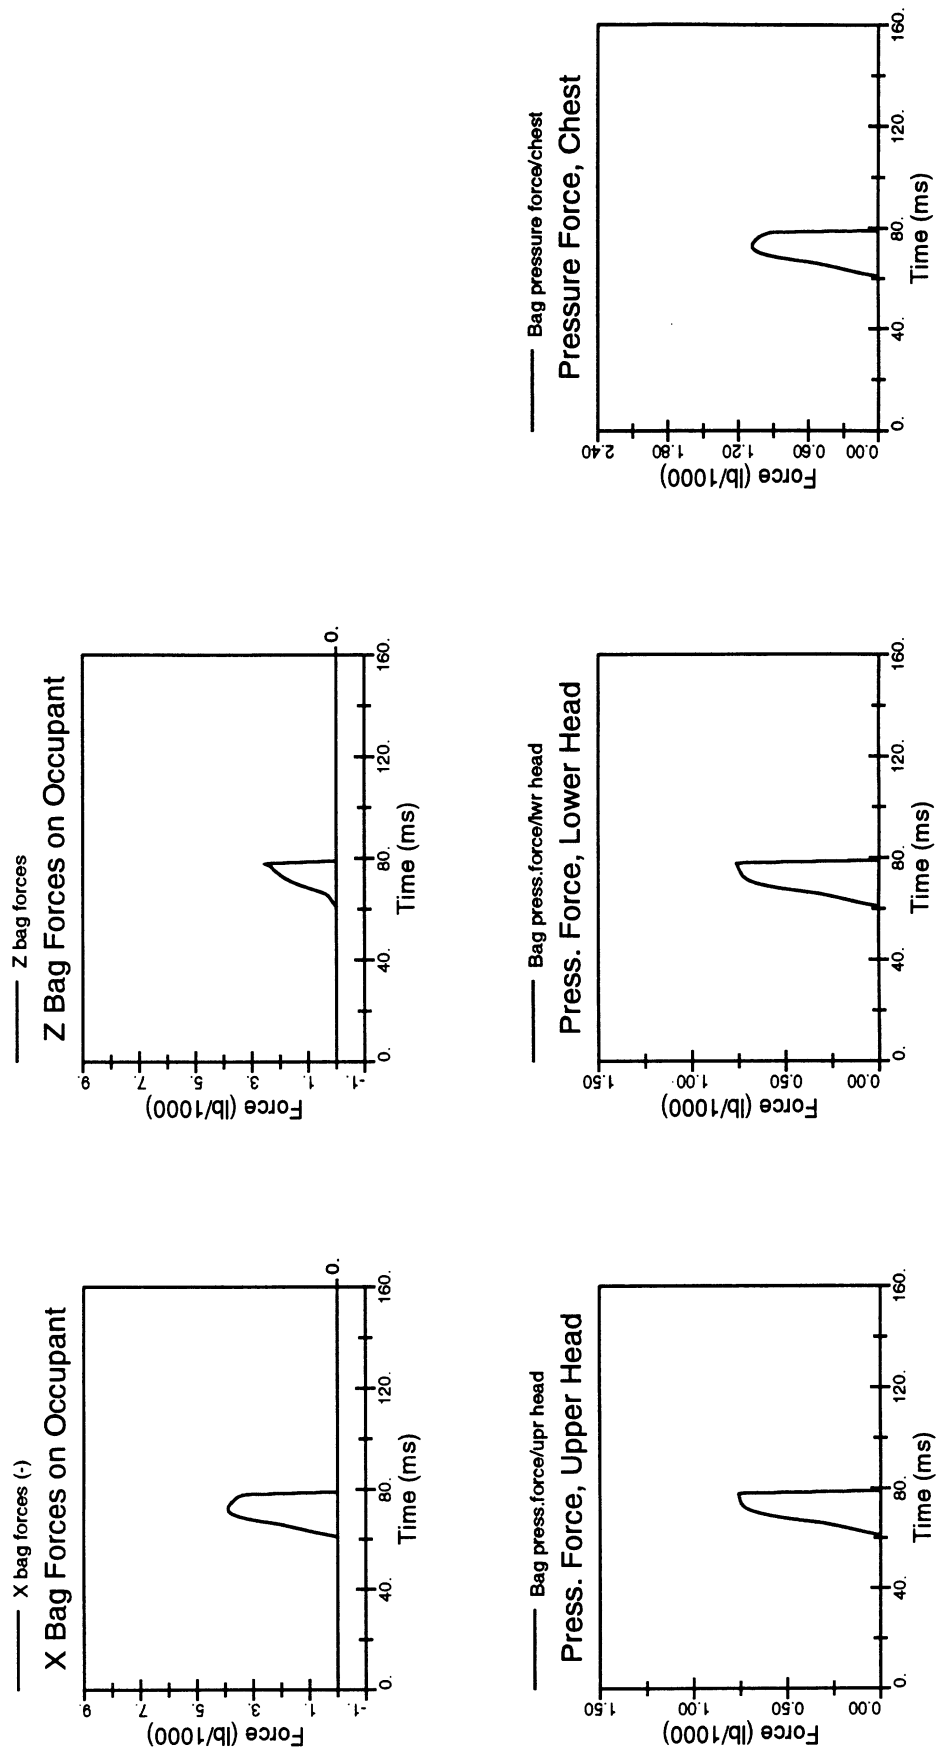 X bag forces (-)
X Bag Forces on Occupant
Force (lb/1000)
9.
7.
5.
3.
1.
-1.
0.
0.
40.
80.
120.
160.
Time (ms)
Z bag forces
Z Bag Forces on Occupant
Force (lb/1000)
9.
7.
5.
3.
1.
-1.
0.
0.
40.
80.
120.
160.
Time (ms)
Bag press.force/upr head
Press. Force, Upper Head
Force (lb/1000)
1.50
1.00
0.50
0.00
0.
40.
80.
120.
160.
Time (ms)
Bag press.force/lwr head
Press. Force, Lower Head
Force (lb/1000)
1.50
1.00
0.50
0.00
0.
40.
80.
120.
160.
Time (ms)
Bag pressure force/chest
Pressure Force, Chest
Force (lb/1000)
2.40
1.80
1.20
0.60
0.00
0.
40.
80.
120.
160.
Time (ms)